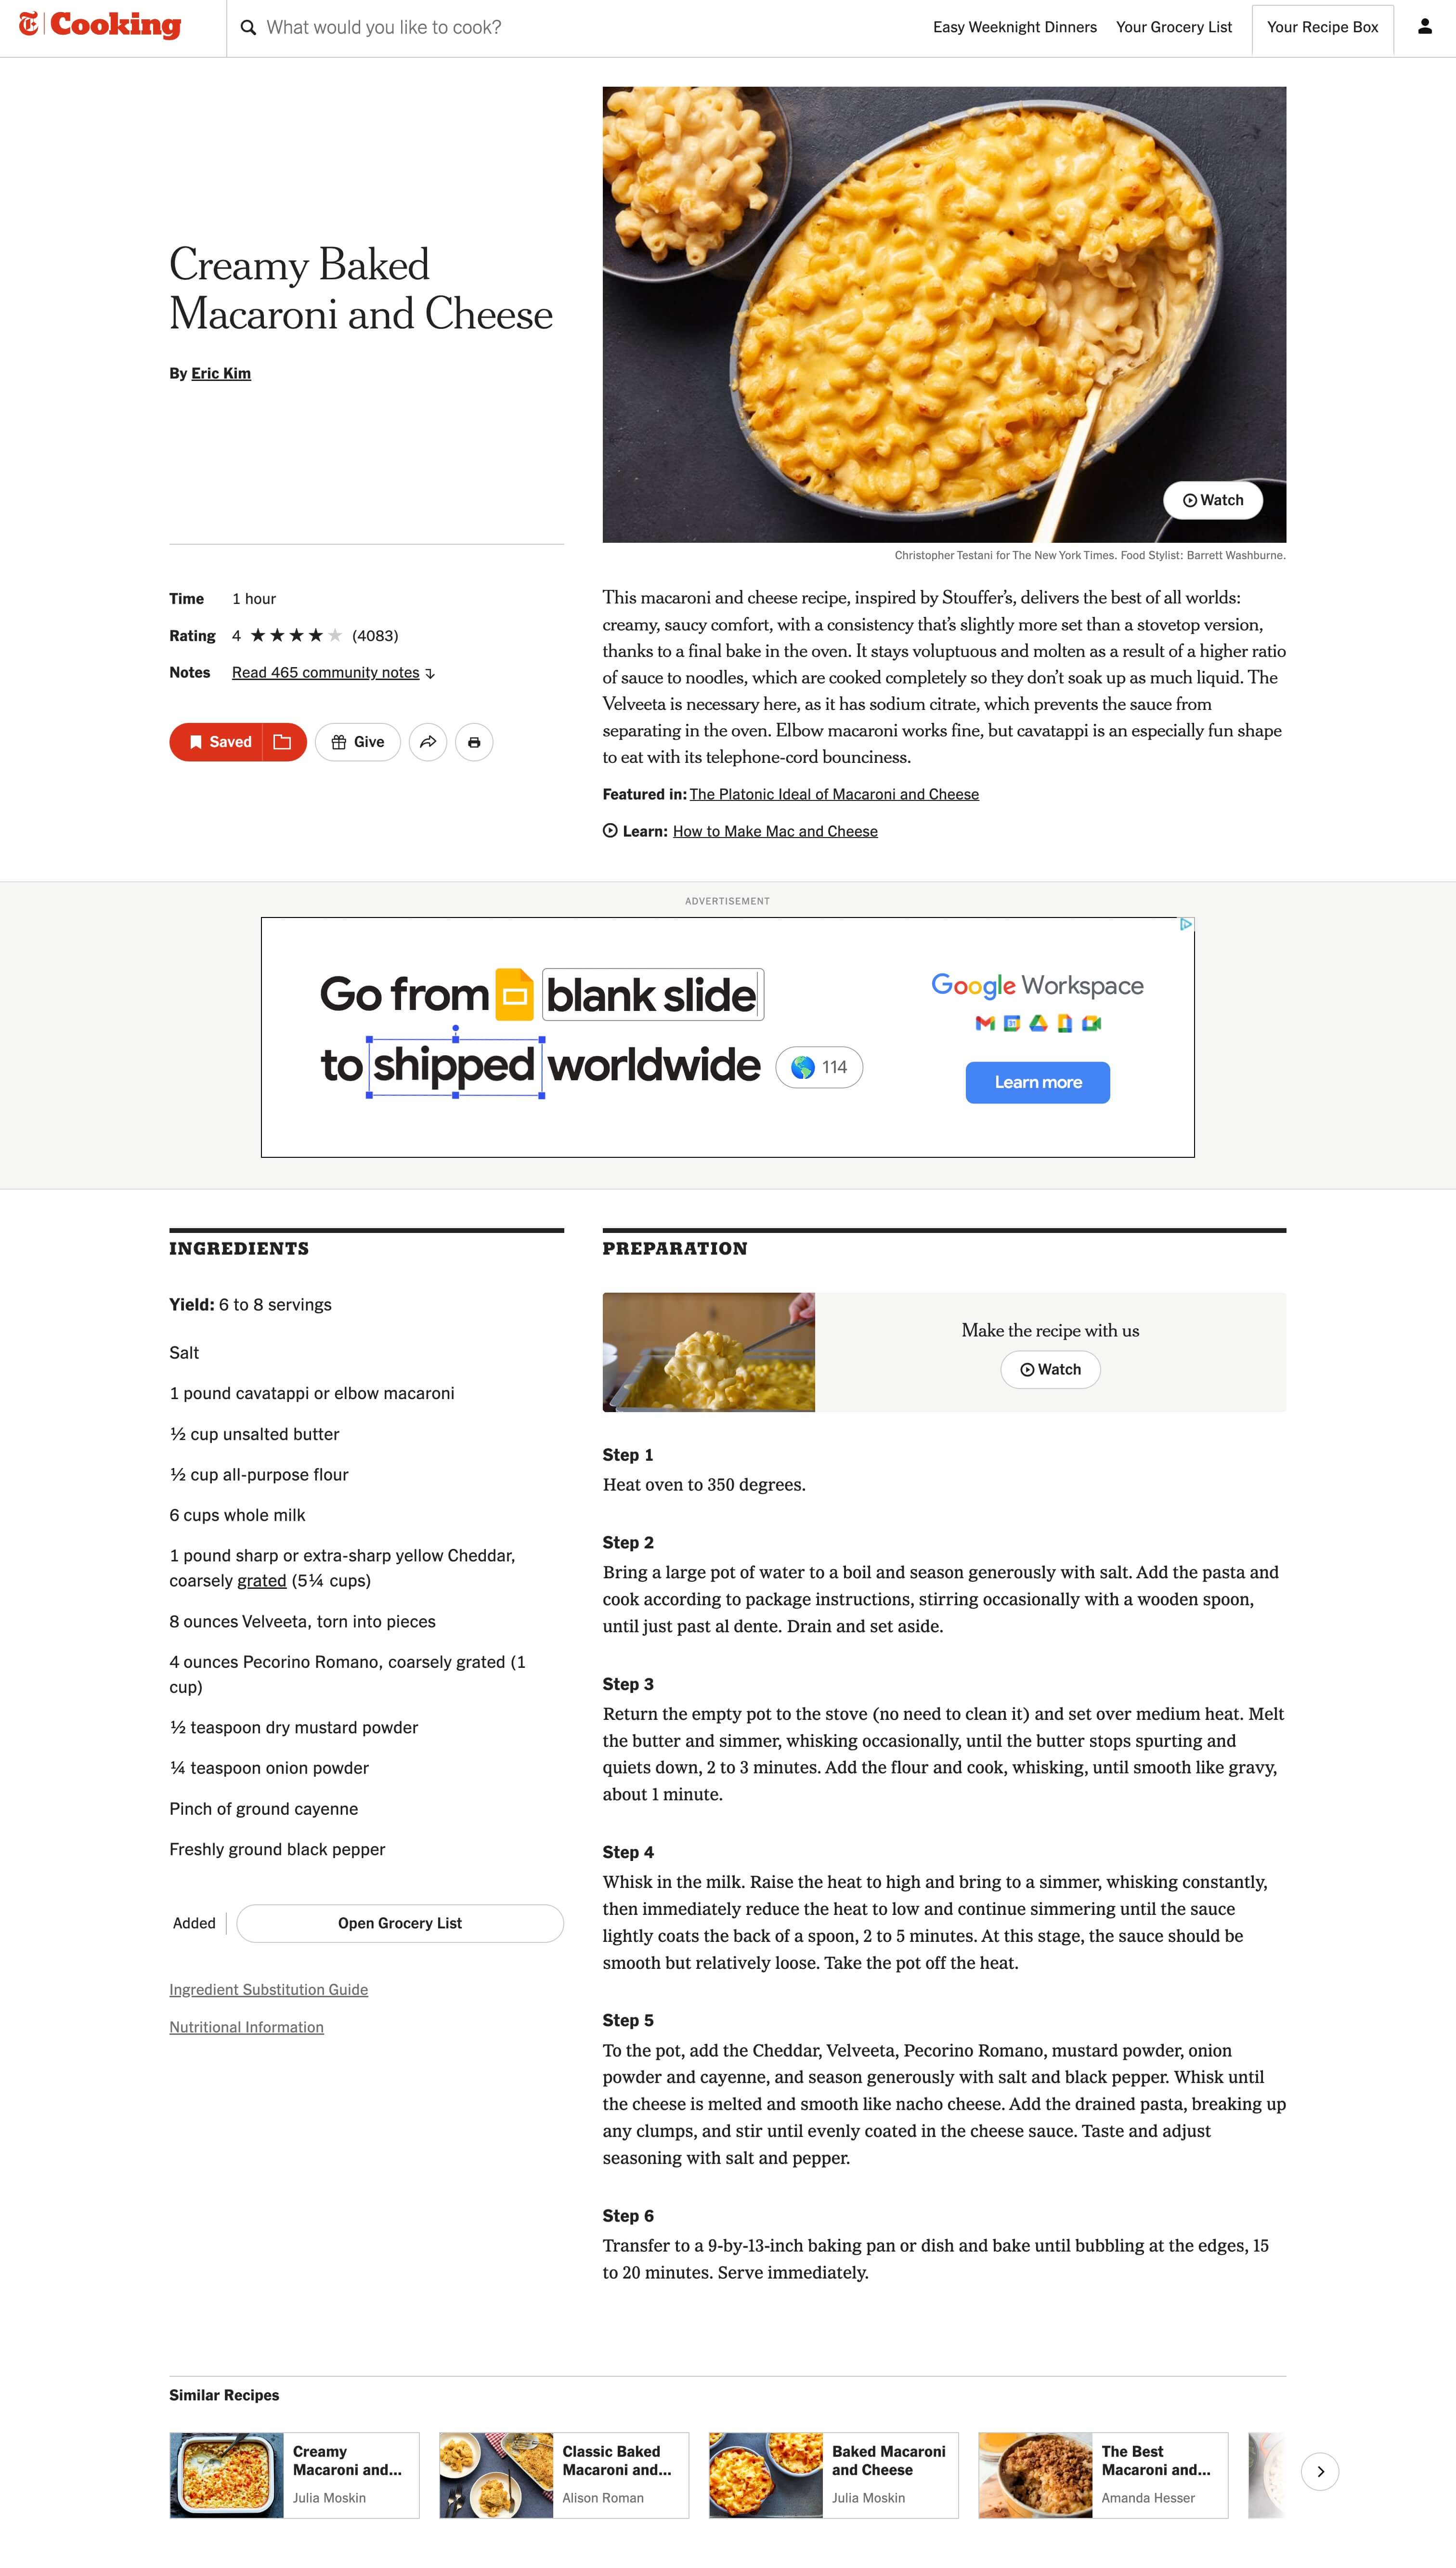 Cooking
What would you like to cook?
Easy Weeknight Dinners
Your Grocery List
Your Recipe Box
Creamy Baked
Macaroni and Cheese
By Eric Kim
Watch
Christopher Testani for The New York Times. Food Stylist: Barrett Washburne.
Time 1 hour
Rating 4 (4083)
Notes Read 465 community notes
Saved
Give
This macaroni and cheese recipe, inspired by Stouffer’s, delivers the best of all worlds:
creamy, saucy comfort, with a consistency that’s slightly more set than a stovetop version,
thanks to a final bake in the oven. It stays voluptuous and molten as a result of a higher ratio
of sauce to noodles, which are cooked completely so they don’t soak up as much liquid. The
Velveeta is necessary here, as it has sodium citrate, which prevents the sauce from
separating in the oven. Elbow macaroni works fine, but cavatappi is an especially fun shape
to eat with its telephone-cord bounciness.
Featured in: The Platonic Ideal of Macaroni and Cheese
Learn: How to Make Mac and Cheese
ADVERTISEMENT
Go from blank slide
to shipped worldwide 114
Google Workspace
31
Learn more
INGREDIENTS
Yield: 6 to 8 servings
Salt
1 pound cavatappi or elbow macaroni
½ cup unsalted butter
½ cup all-purpose flour
6 cups whole milk
1 pound sharp or extra-sharp yellow Cheddar,
coarsely grated (5¼ cups)
8 ounces Velveeta, torn into pieces
4 ounces Pecorino Romano, coarsely grated (1
cup)
½ teaspoon dry mustard powder
¼ teaspoon onion powder
Pinch of ground cayenne
Freshly ground black pepper
Added
Open Grocery List
Ingredient Substitution Guide
Nutritional Information
PREPARATION
Make the recipe with us
Watch
Step 1
Heat oven to 350 degrees.
Step 2
Bring a large pot of water to a boil and season generously with salt. Add the pasta and
cook according to package instructions, stirring occasionally with a wooden spoon,
until just past al dente. Drain and set aside.
Step 3
Return the empty pot to the stove (no need to clean it) and set over medium heat. Melt
the butter and simmer, whisking occasionally, until the butter stops spurting and
quiets down, 2 to 3 minutes. Add the flour and cook, whisking, until smooth like gravy,
about 1 minute.
Step 4
Whisk in the milk. Raise the heat to high and bring to a simmer, whisking constantly,
then immediately reduce the heat to low and continue simmering until the sauce
lightly coats the back of a spoon, 2 to 5 minutes. At this stage, the sauce should be
smooth but relatively loose. Take the pot off the heat.
Step 5
To the pot, add the Cheddar, Velveeta, Pecorino Romano, mustard powder, onion
powder and cayenne, and season generously with salt and black pepper. Whisk until
the cheese is melted and smooth like nacho cheese. Add the drained pasta, breaking up
any clumps, and stir until evenly coated in the cheese sauce. Taste and adjust
seasoning with salt and pepper.
Step 6
Transfer to a 9-by-13-inch baking pan or dish and bake until bubbling at the edges, 15
to 20 minutes. Serve immediately.
Similar Recipes
Creamy
Macaroni and...
Julia Moskin
Classic Baked
Macaroni and...
Alison Roman
Baked Macaroni
and Cheese
Julia Moskin
The Best
Macaroni and...
Amanda Hesser